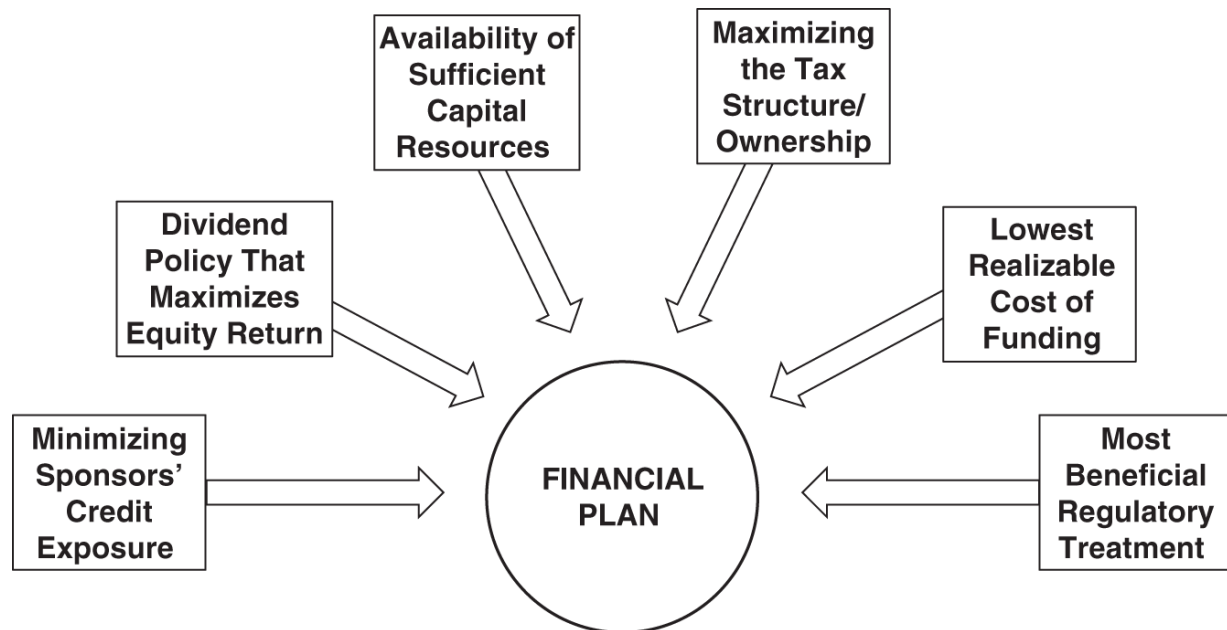 Availability of
Sufficient
Capital
Resources
Maximizing
the Tax
Structure/
Ownership
Dividend
Policy That
Maximizes
Equity Return
Lowest
Realizable
Cost of
Funding
Minimizing
Sponsors’
Credit
Exposure
FINANCIAL
PLAN
Most
Beneficial
Regulatory
Treatment